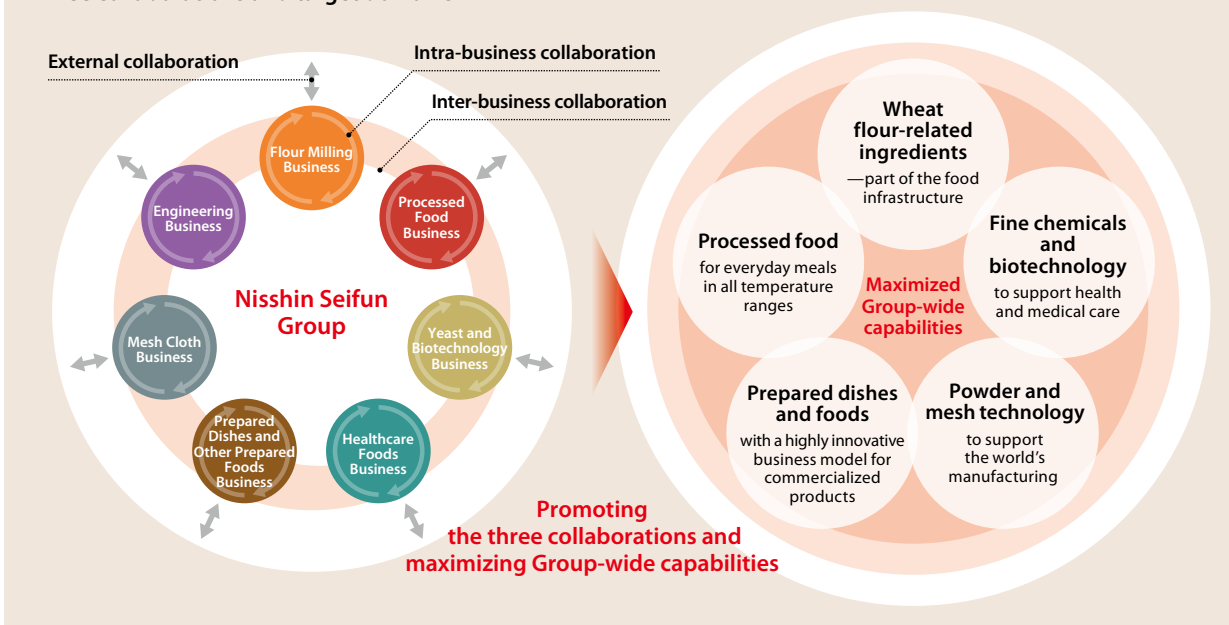 External collaboration
Intra-business collaboration
Inter-business collaboration
Flour Milling
Business
Processed
Food
Business
Yeast and
Biotechnology
Business
Healthcare
Foods
Business
Prepared
Dishes and
Other Prepared
Foods
Business
Mesh Cloth
Business
Engineering
Business
Nisshin Seifun
Group
Promoting
the three collaborations and
maximizing Group-wide capabilities
Wheat
flour-related
ingredients
—part of the food
infrastructure
Fine chemicals
and
biotechnology
to support health
and medical care
Powder and
mesh technology
to support
the world's
manufacturing
Prepared dishes
and foods
with a highly innovative
business model for
commercialized
products
Processed food
for everyday meals
in all temperature
ranges
Maximized
Group-wide
capabilities